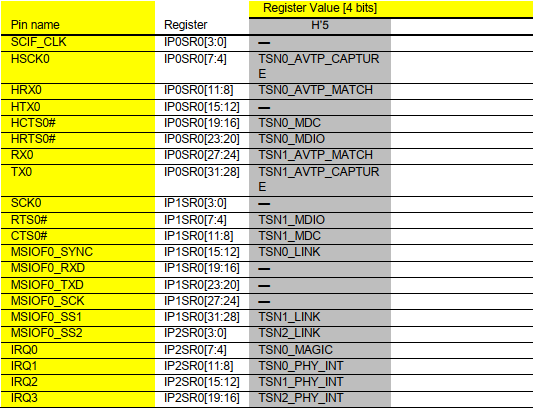 Register Value [4 bits]
Pin name Register H'5
SCIF_CLK IP0SR0[3:0] —
HSCK0 IP0SR0[7:4] TSN0_AVTP_CAPTUR
E
HRX0 IP0SR0[11:8] TSN0_AVTP_MATCH
HTX0 IP0SR0[15:12] —
HCTS0# IP0SR0[19:16] TSN0_MDC
HRTS0# IP0SR0[23:20] TSN0_MDIO
RX0 IP0SR0[27:24] TSN1_AVTP_MATCH
TX0 IP0SR0[31:28] TSN1_AVTP_CAPTUR
E
SCK0 IP1SR0[3:0] —
RTS0# IP1SR0[7:4] TSN1_MDIO
CTS0# IP1SR0[11:8] TSN1_MDC
MSIOF0_SYNC IP1SR0[15:12] TSN0_LINK
MSIOF0_RXD IP1SR0[19:16] —
MSIOF0_TXD IP1SR0[23:20] —
MSIOF0_SCK IP1SR0[27:24] —
MSIOF0_SS1 IP1SR0[31:28] TSN1_LINK
MSIOF0_SS2 IP2SR0[3:0] TSN2_LINK
IRQ0 IP2SR0[7:4] TSN0_MAGIC
IRQ1 IP2SR0[11:8] TSN0_PHY_INT
IRQ2 IP2SR0[15:12] TSN1_PHY_INT
IRQ3 IP2SR0[19:16] TSN2_PHY_INT